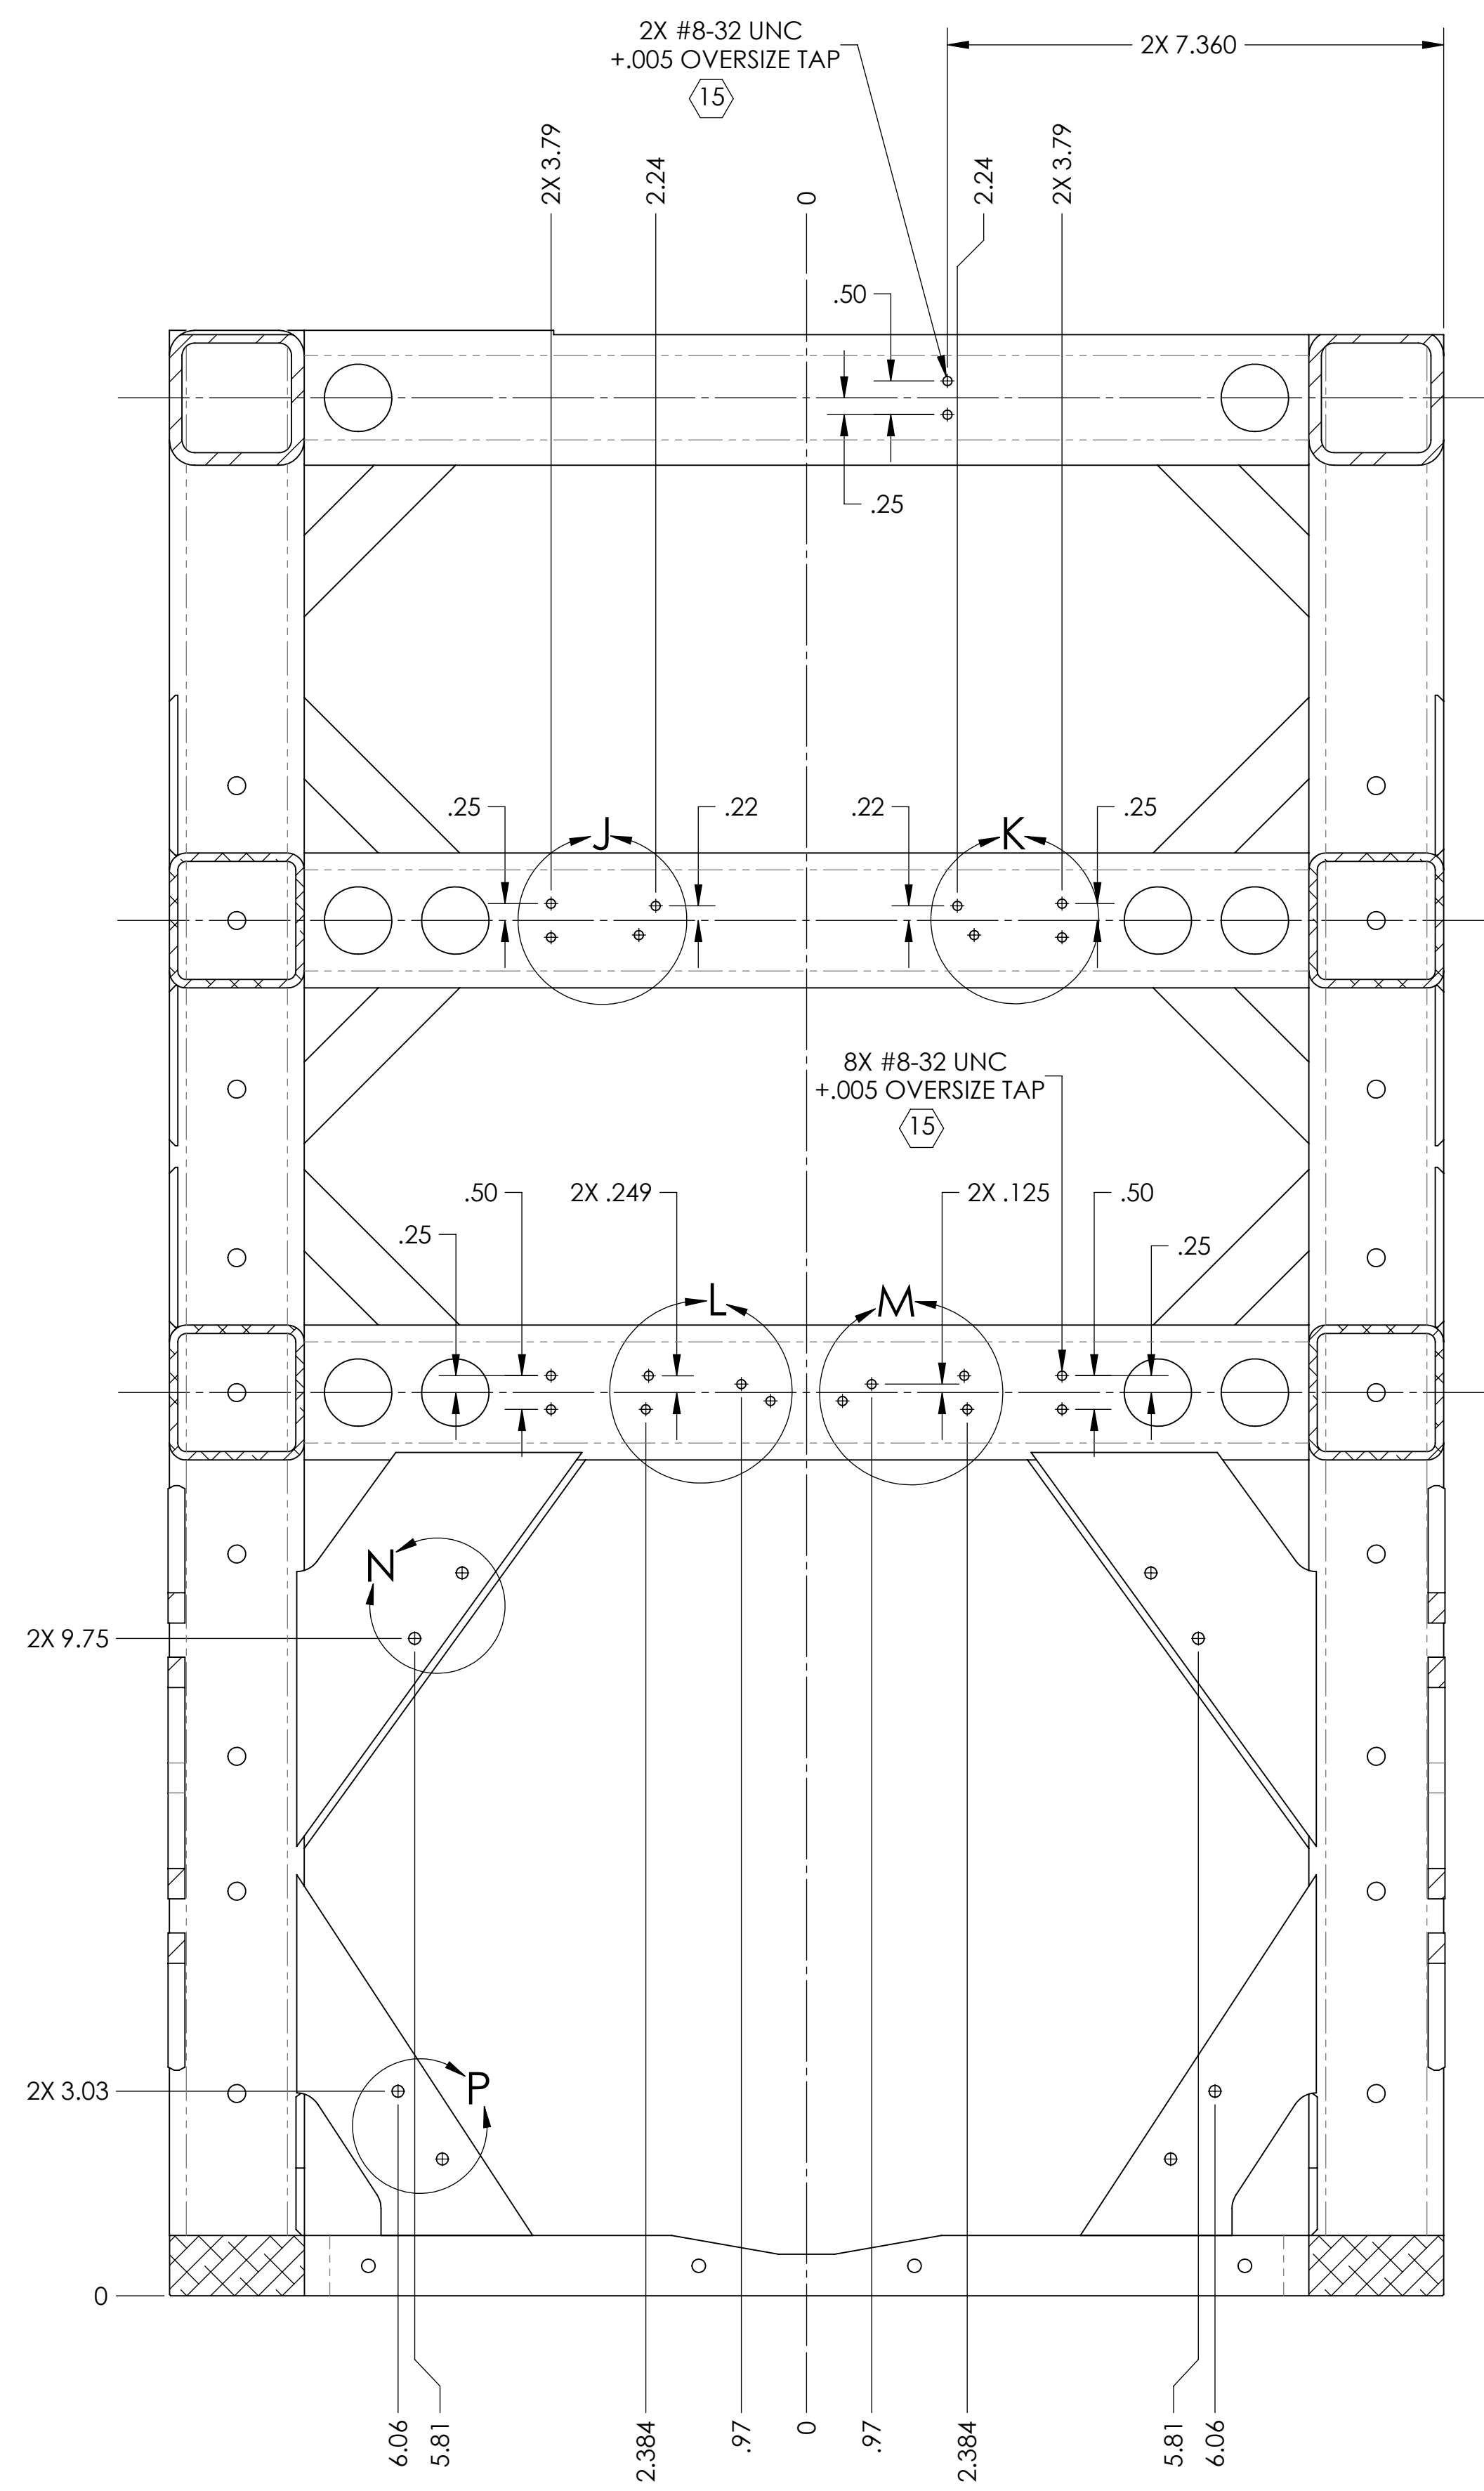 2X #8-32 UNC
+.005 OVERSIZE TAP
15
2X 7.360
2X 3.79
2.24
0
2.24
2X 3.79
.50
.25
.25
J
.22
.22
K
.25
8X #8-32 UNC
+.005 OVERSIZE TAP
15
.50
2X .249
2X .125
.50
.25
.25
L
M
N
2X 9.75
P
2X 3.03
0
6.06
5.81
2.384
.97
0
.97
2.384
5.81
6.06